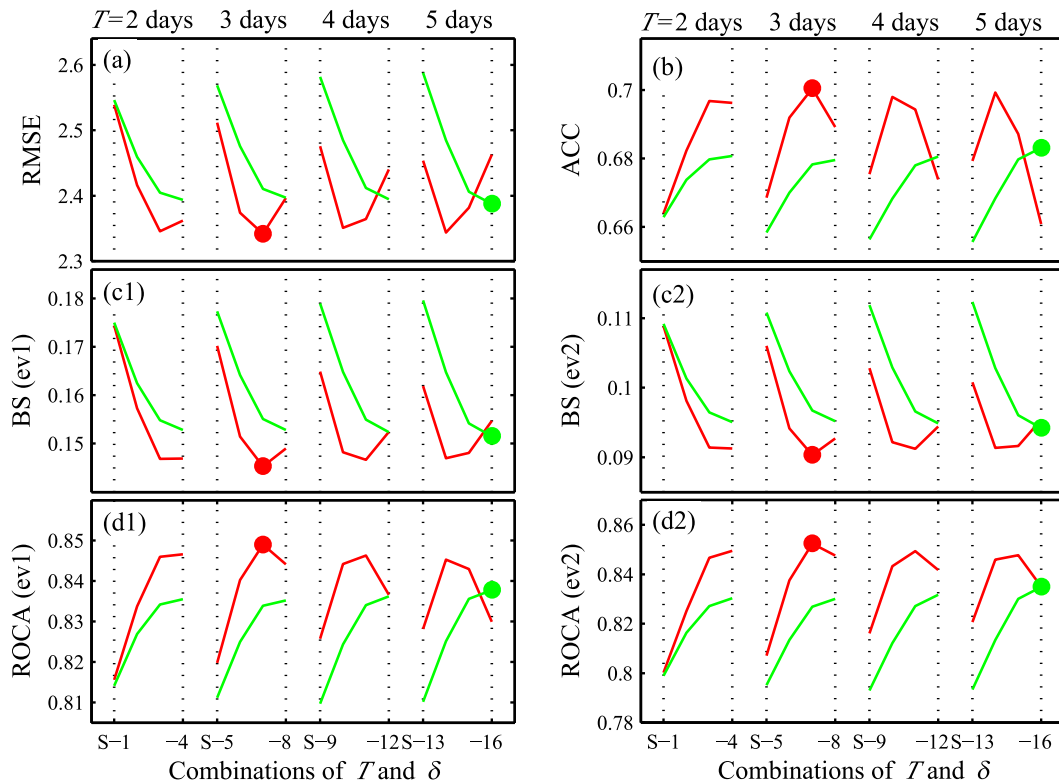 T=2 days 3 days 4 days 5 days
T=2 days 3 days 4 days 5 days
(a)
2.6
2.5
2.4
2.3
RMSE
(b)
0.7
0.68
0.66
ACC
(c1)
0.18
0.17
0.16
0.15
BS (ev1)
(c2)
0.11
0.1
0.09
BS (ev2)
(d1)
0.85
0.84
0.83
0.82
0.81
ROCA (ev1)
(d2)
0.86
0.84
0.82
0.8
0.78
ROCA (ev2)
S−1 −4 S−5 −8 S−9 −12 S−13 −16
S−1 −4 S−5 −8 S−9 −12 S−13 −16
Combinations of T and δ
Combinations of T and δ